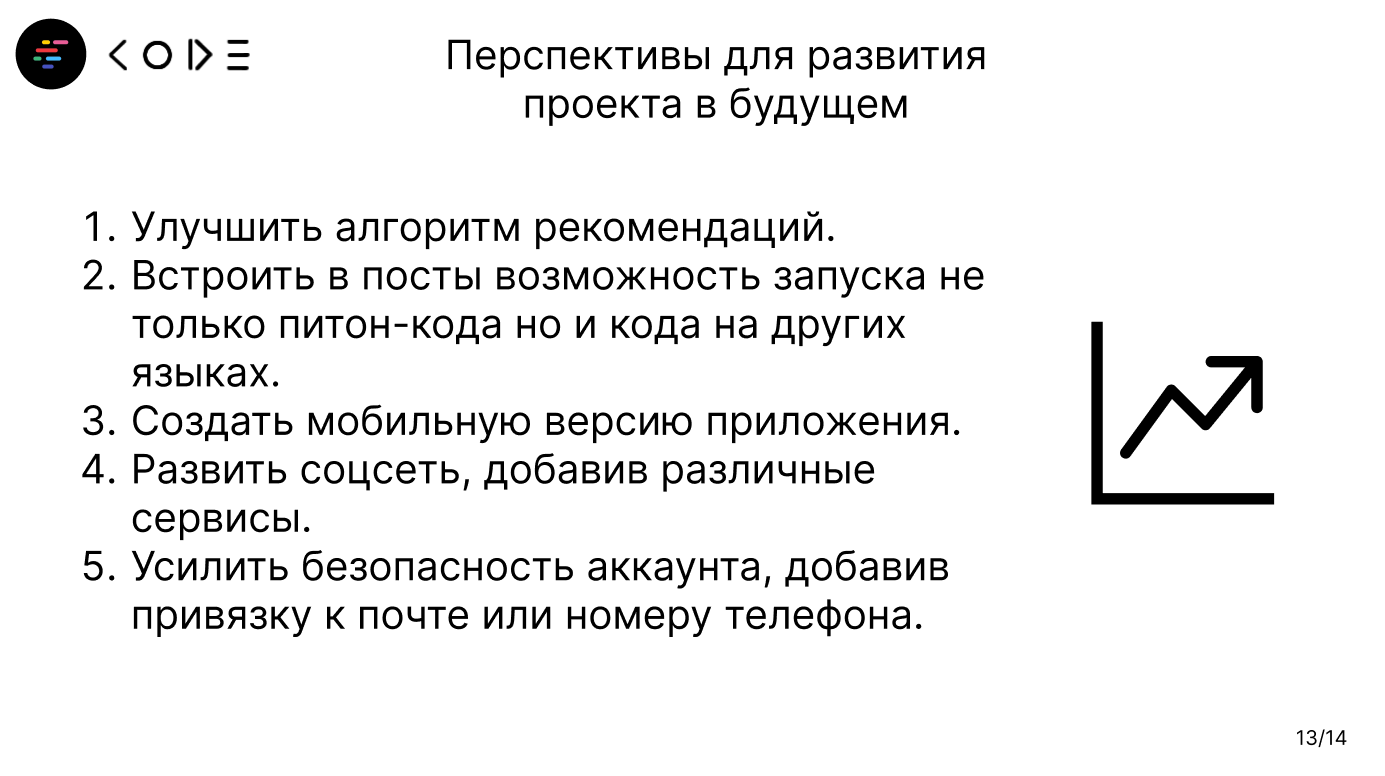 CODE
Перспективы для развития
проекта в будущем
1. Улучшить алгоритм рекомендаций.
2. Встроить в посты возможность запуска не
только питон-кода но и кода на других
языках.
3. Создать мобильную версию приложения.
4. Развить соцсеть, добавив различные
сервисы.
5. Усилить безопасность аккаунта, добавив
привязку к почте или номеру телефона.
13/14